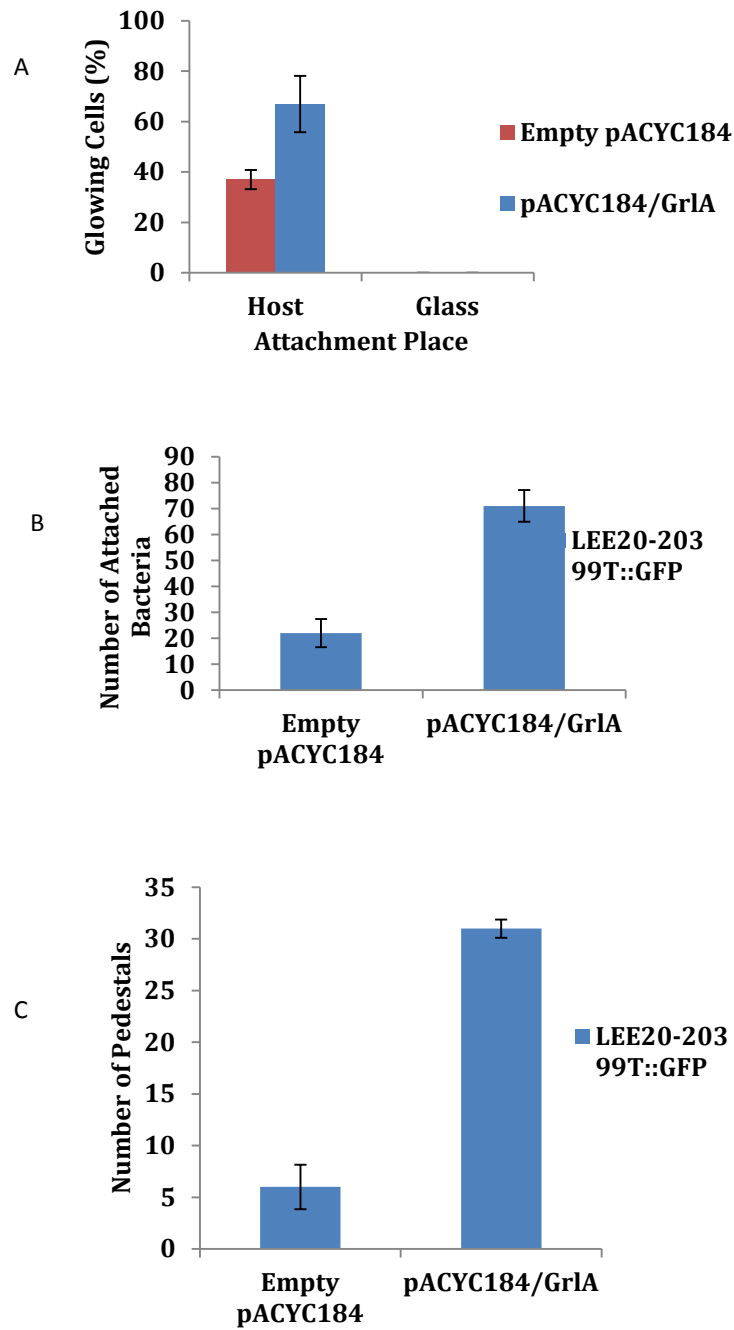 A
Glowing Cells (%)
100
80
60
40
20
0
Host
Glass
Attachment Place
Empty pACYC184
pACYC184/GrlA
B
Number of Attached
Bacteria
90
80
70
60
50
40
30
20
10
0
Empty
pACYC184
pACYC184/GrlA
LEE20-203
99T::GFP
C
Number of Pedestals
35
30
25
20
15
10
5
0
Empty
pACYC184
pACYC184/GrlA
LEE20-203
99T::GFP